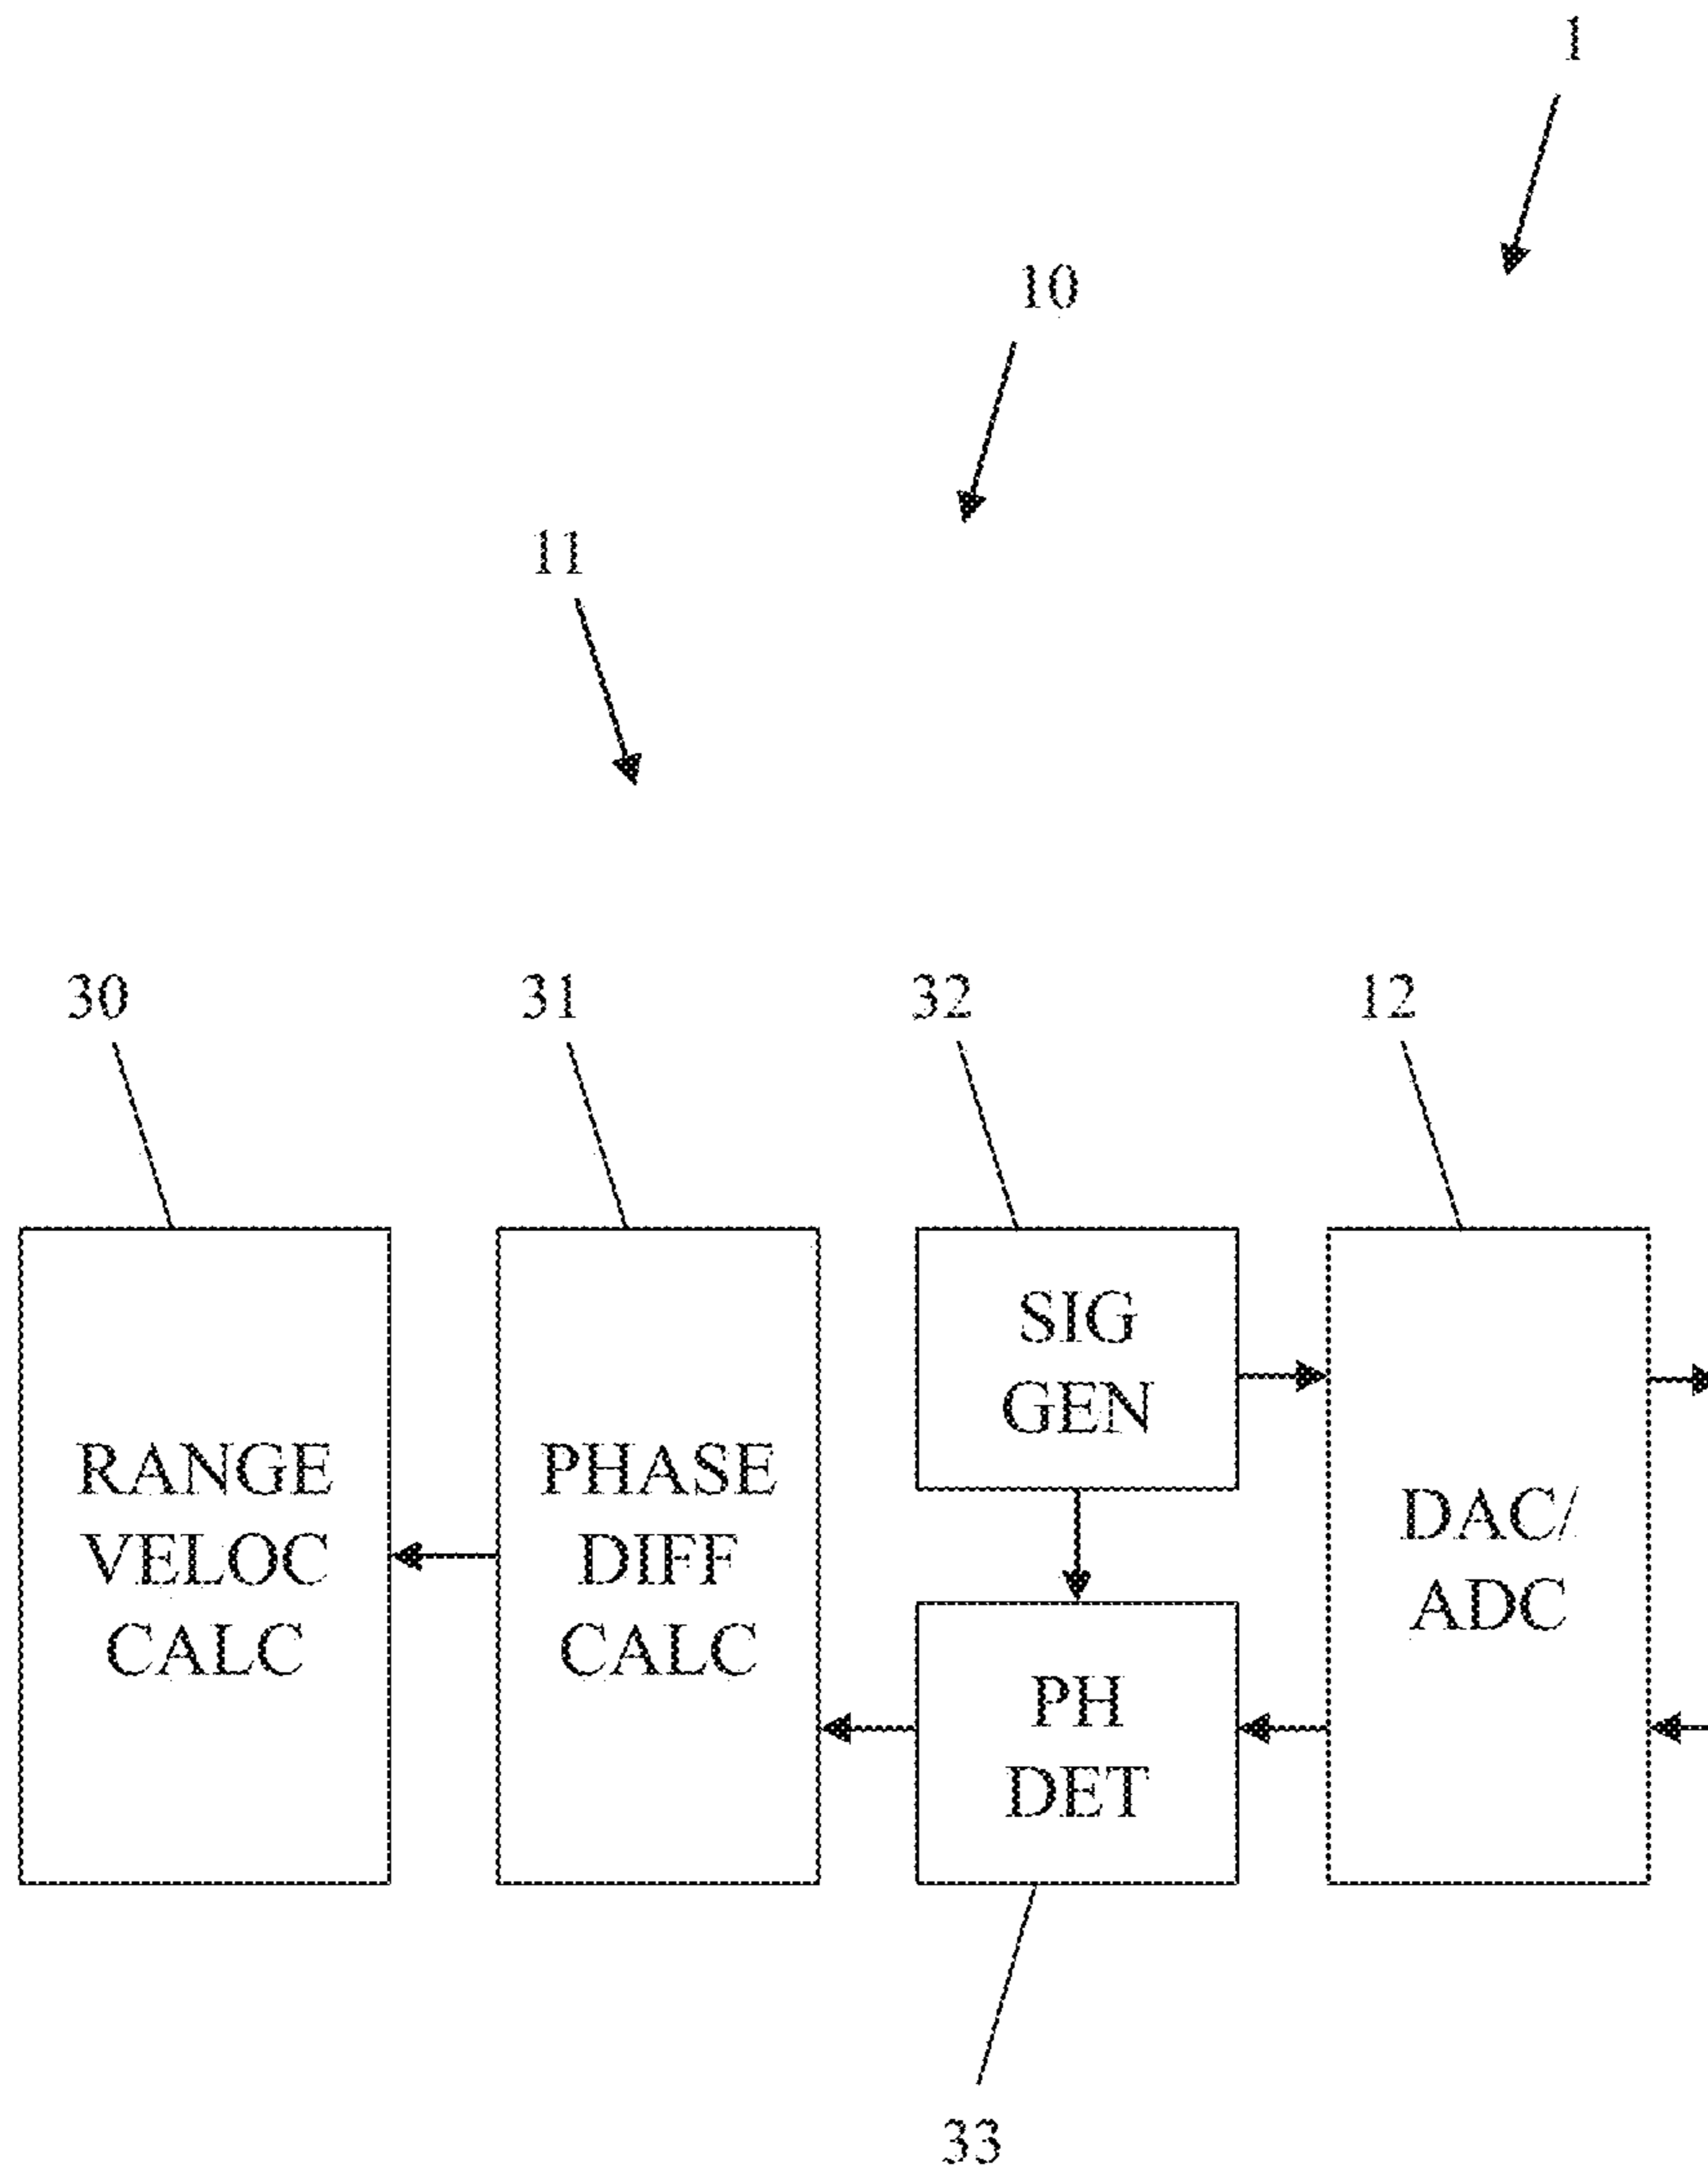 1
10
11
30
31
32
12
RANGE
VELOC
CALC
PHASE
DIFF
CALC
SIG
GEN
DAC/
ADC
PH
DET
33